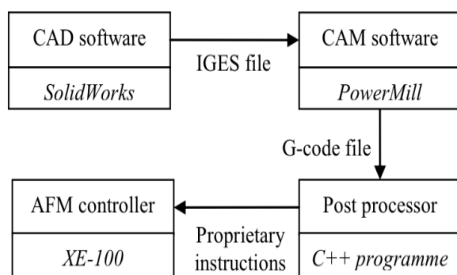 CAD software
SolidWorks
IGES file
CAM software
PowerMill
G-code file
AFM controller
XE-100
Proprietary
instructions
Post processor
C++ programme